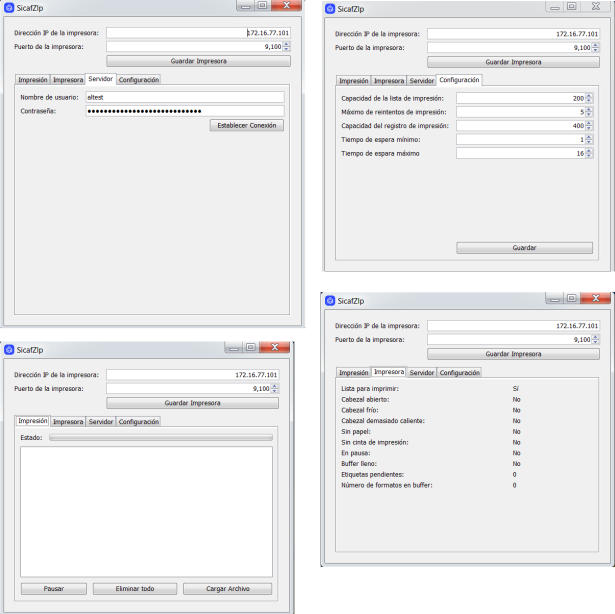 SicafZIp
Dirección IP de la impresora: 172.16.77.101
Puerto de la impresora: 9,100
Guardar Impresora
Impresión Impresora Servidor Configuración
Nombre de usuario: altest
Contraseña: ••••••••••••••••••••••••••••
Establecer Conexión
SicafZIp
Dirección IP de la impresora: 172.16.77.101
Puerto de la impresora: 9,100
Guardar Impresora
Impresión Impresora Servidor Configuración
Capacidad de la lista de impresión: 200
Máximo de reintentos de impresión: 5
Capacidad del registro de impresión: 400
Tiempo de espera mínimo: 1
Tiempo de espara máximo 16
Guardar
SicafZIp
Dirección IP de la impresora: 172.16.77.101
Puerto de la impresora: 9,100
Guardar Impresora
Impresión Impresora Servidor Configuración
Estado:
Pausar Eliminar todo Cargar Archivo
SicafZIp
Dirección IP de la impresora: 172.16.77.101
Puerto de la impresora: 9,100
Guardar Impresora
Impresión Impresora Servidor Configuración
Lista para imprimir: Sí
Cabezal abierto: No
Cabezal frío: No
Cabezal demasiado caliente: No
Sin papel: No
Sin cinta de impresión: No
En pausa: No
Buffer lleno: No
Etiquetas pendientes: 0
Número de formatos en buffer: 0